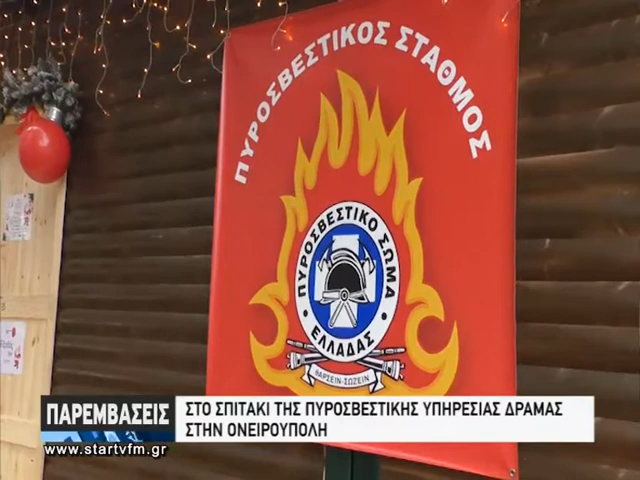 ΠΥΡΟΣΒΕΣΤΙΚΟΣ ΣΤΑΘΜΟΣ
ΠΥΡΟΣΒΕΣΤΙΚΟ ΣΩΜΑ
ΕΛΛΑΔΑΣ
ΘΑΡΣΕΙΝ-ΣΩΖΕΙΝ
ΠΑΡΕΜΒΑΣΕΙΣ
ΣΤΟ ΣΠΙΤΑΚΙ ΤΗΣ ΠΥΡΟΣΒΕΣΤΙΚΗΣ ΥΠΗΡΕΣΙΑΣ ΔΡΑΜΑΣ
ΣΤΗΝ ΟΝΕΙΡΟΥΠΟΛΗ
www.startvfm.gr